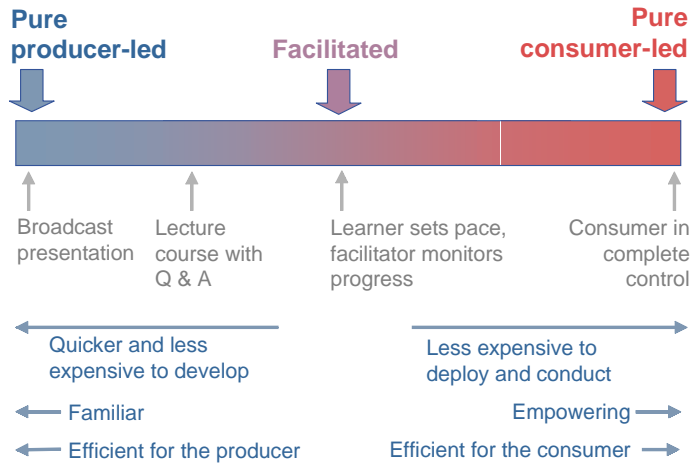 Pure
producer-led
Facilitated
Pure
consumer-led
Broadcast
presentation
Lecture
course with
Q & A
Learner sets pace,
facilitator monitors
progress
Consumer in
complete
control
Quicker and less
expensive to develop
Less expensive to
deploy and conduct
Familiar
Empowering
Efficient for the producer
Efficient for the consumer